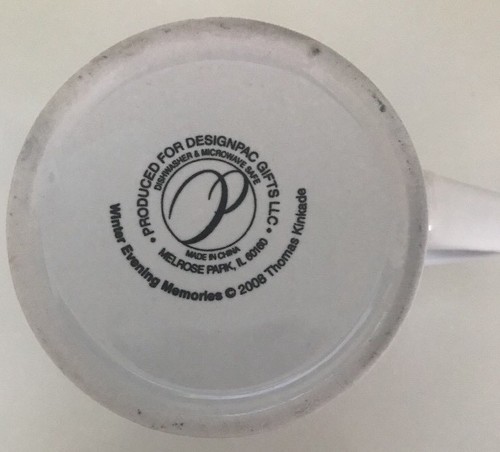 • PRODUCED FOR DESIGNPAC GIFTS LLC •
DISHWASHER & MICROWAVE SAFE
MADE IN CHINA
MELROSE PARK, IL 60160
Winter Evening Memories © 2008 Thomas Kinkade